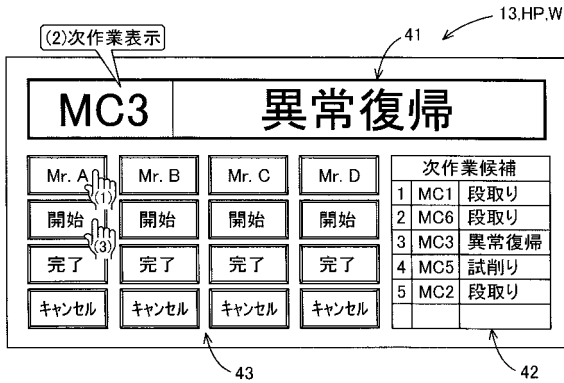 13,HP,W
(2)次作業表示
41
MC3 異常復帰
Mr. A Mr. B Mr. C Mr. D
(1)
開始 開始 開始 開始
(3)
完了 完了 完了 完了
キャンセル キャンセル キャンセル キャンセル
次作業候補
1 MC1 段取り
2 MC6 段取り
3 MC3 異常復帰
4 MC5 試削り
5 MC2 段取り
43
42